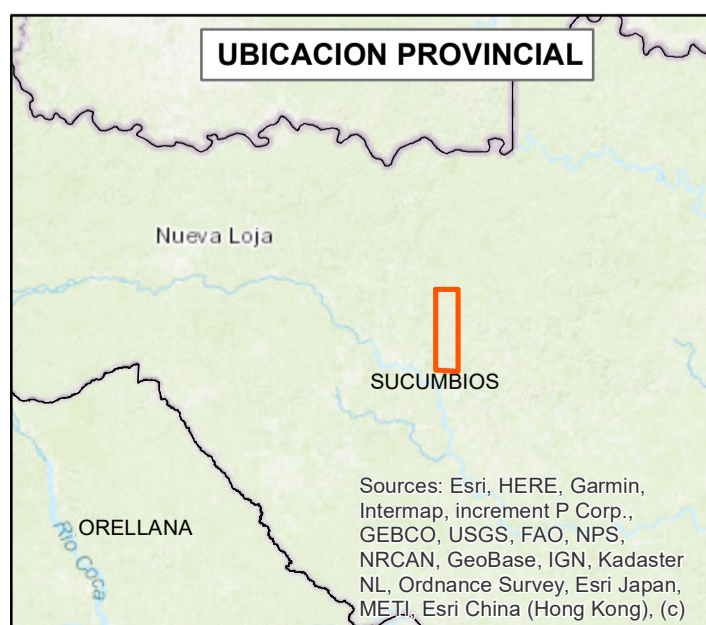 UBICACION PROVINCIAL
Nueva Loja
SUCUMBIOS
ORELLANA
Rio Coca
Sources: Esri, HERE, Garmin,
Intermap, increment P Corp.,
GEBCO, USGS, FAO, NPS,
NRCAN, GeoBase, IGN, Kadaster
NL, Ordnance Survey, Esri Japan,
METI, Esri China (Hong Kong), (c)